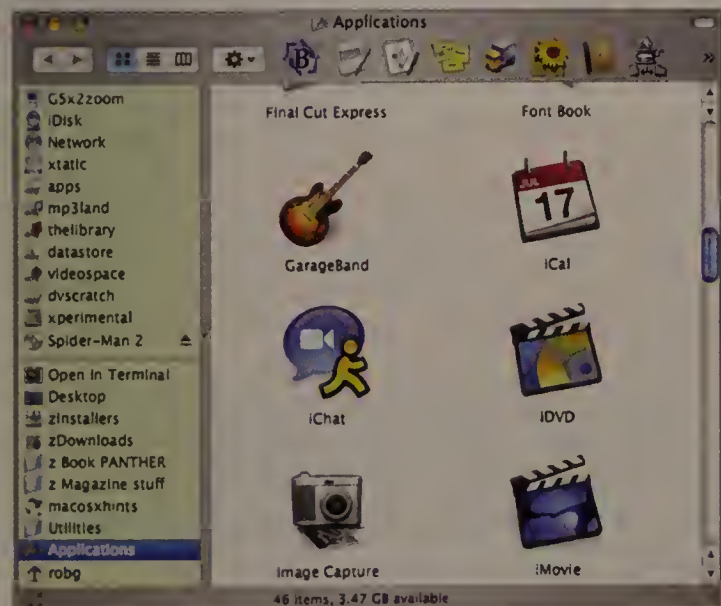 Applications
G5x2zoom
iDisk
Network
xtatic
apps
mp3land
thelibrary
datastore
videospace
dvscratch
xperimental
Spider-Man 2
Open in Terminal
Desktop
zInstallers
zDownloads
z Book PANTHER
z Magazine stuff
macosxhints
Utilities
Applications
robg
B
Final Cut Express
Font Book
GarageBand
JUL
17
iCal
iChat
iDVD
Image Capture
iMovie
46 items, 3.47 GB available